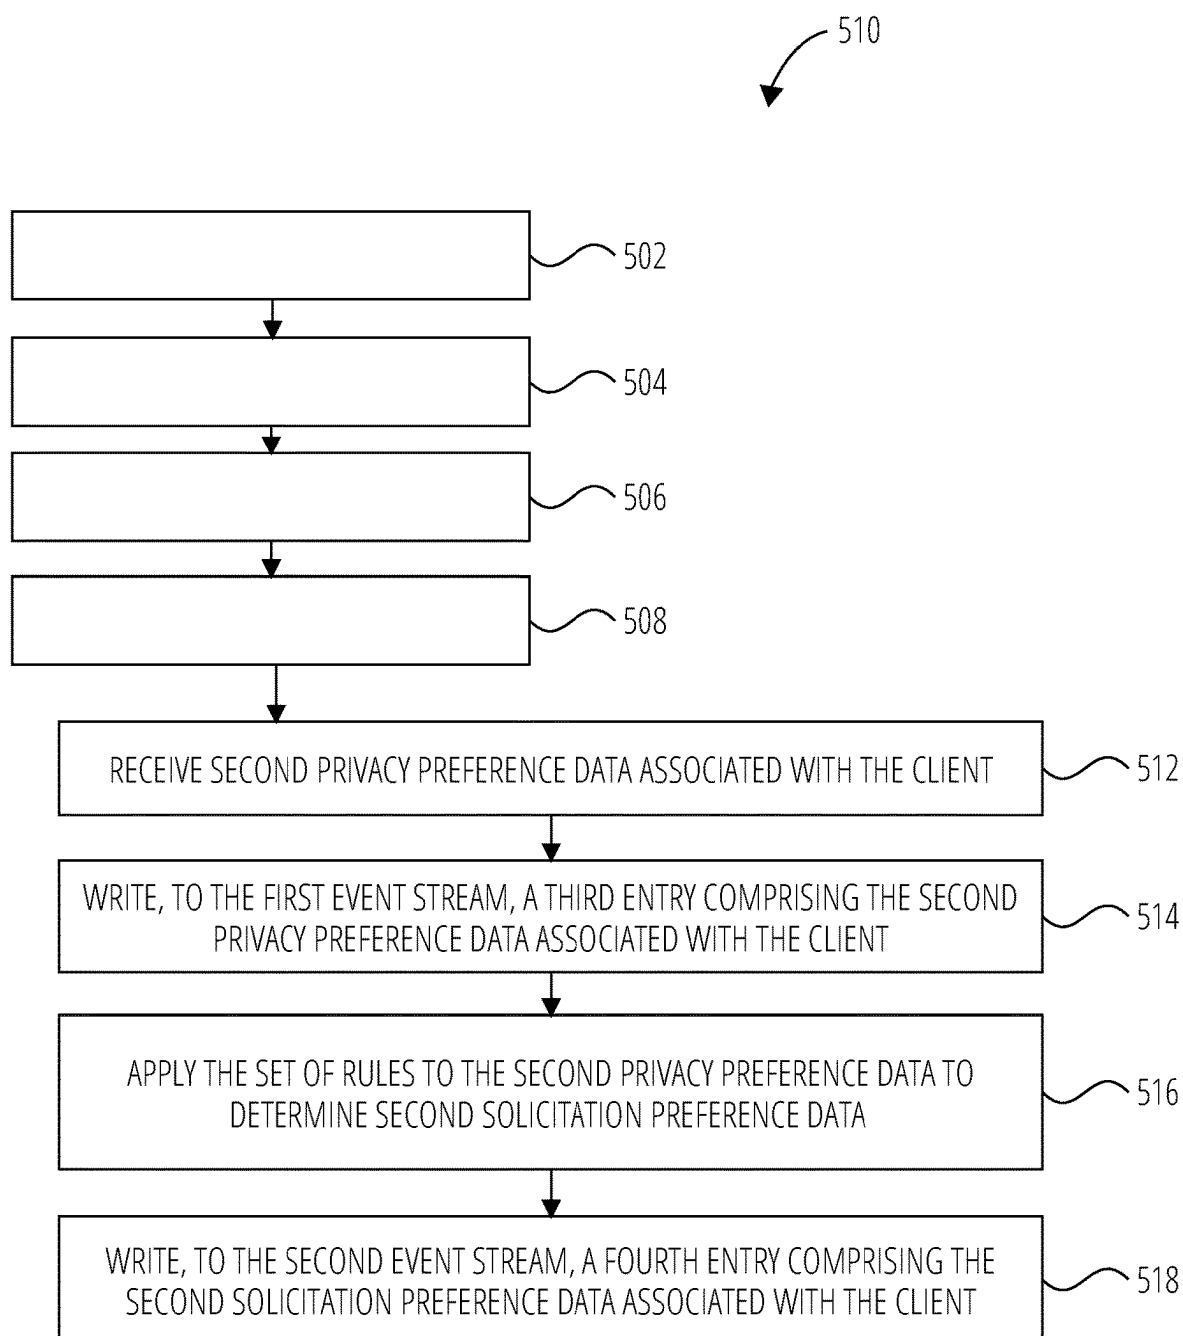 510
502
504
506
508
RECEIVE SECOND PRIVACY PREFERENCE DATA ASSOCIATED WITH THE CLIENT
512
WRITE, TO THE FIRST EVENT STREAM, A THIRD ENTRY COMPRISING THE SECOND
PRIVACY PREFERENCE DATA ASSOCIATED WITH THE CLIENT
514
APPLY THE SET OF RULES TO THE SECOND PRIVACY PREFERENCE DATA TO
DETERMINE SECOND SOLICITATION PREFERENCE DATA
516
WRITE, TO THE SECOND EVENT STREAM, A FOURTH ENTRY COMPRISING THE
SECOND SOLICITATION PREFERENCE DATA ASSOCIATED WITH THE CLIENT
518